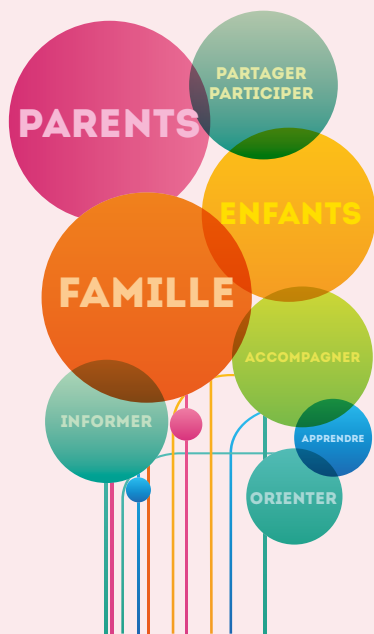 PARTAGER
PARTICIPER
PARENTS
ENFANTS
FAMILLE
ACCOMPAGNER
INFORMER
APPRENDRE
ORIENTER